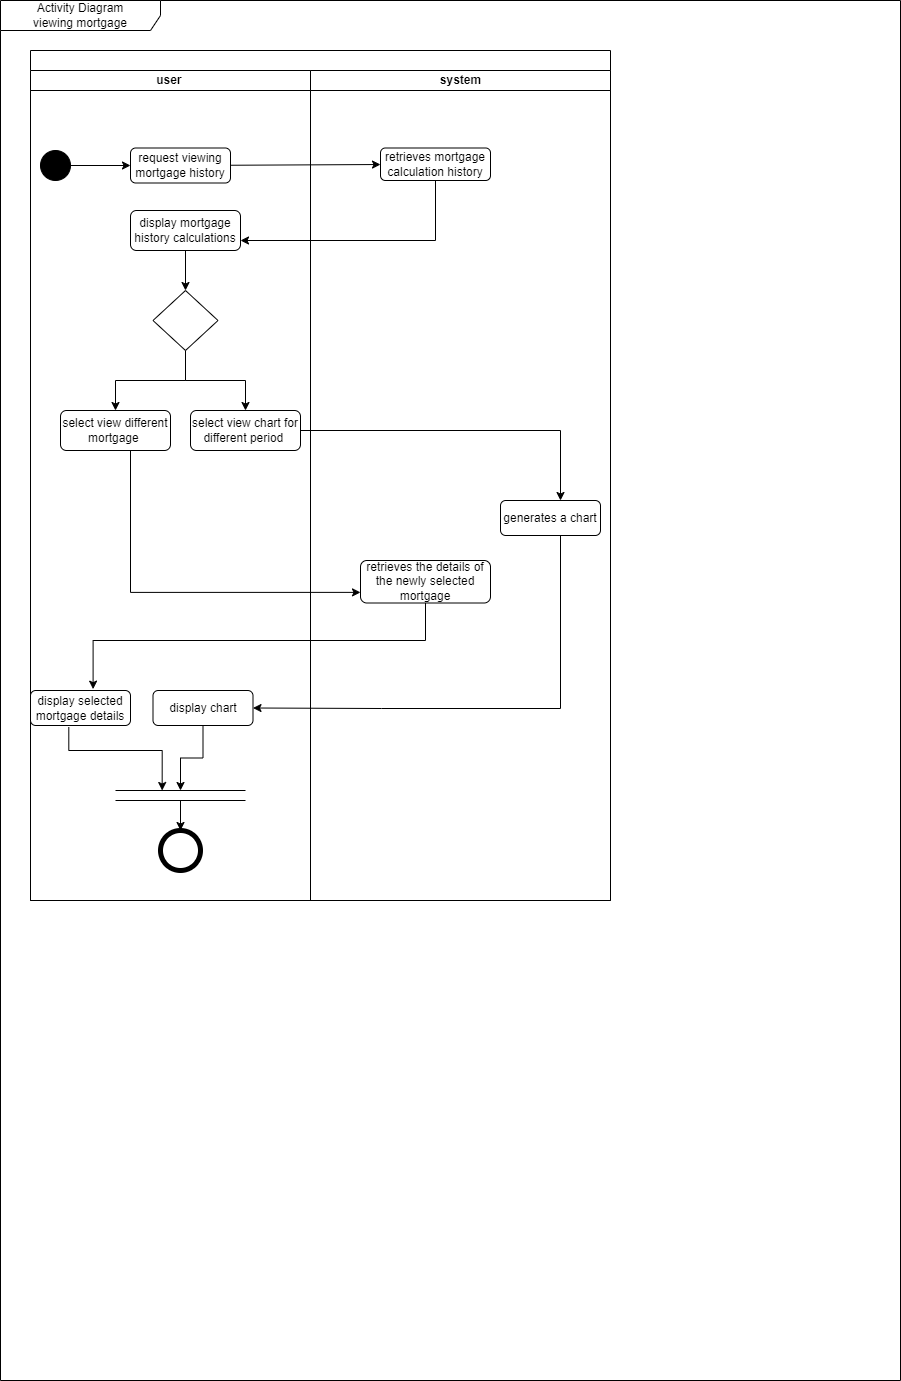 Activity Diagram
viewing mortgage
user
system
request viewing
mortgage history
retrieves mortgage
calculation history
display mortgage
history calculations
select view different
mortgage
select view chart for
different period
generates a chart
retrieves the details of
the newly selected
mortgage
display selected
mortgage details
display chart